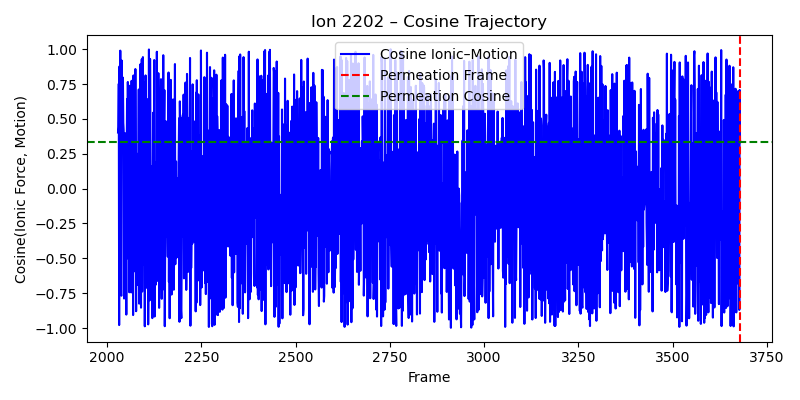 Ion 2202 – Cosine Trajectory
Cosine Ionic–Motion
Permeation Frame
Permeation Cosine
Cosine(Ionic Force, Motion)
1.00
0.75
0.50
0.25
0.00
−0.25
−0.50
−0.75
−1.00
2000 2250 2500 2750 3000 3250 3500 3750
Frame